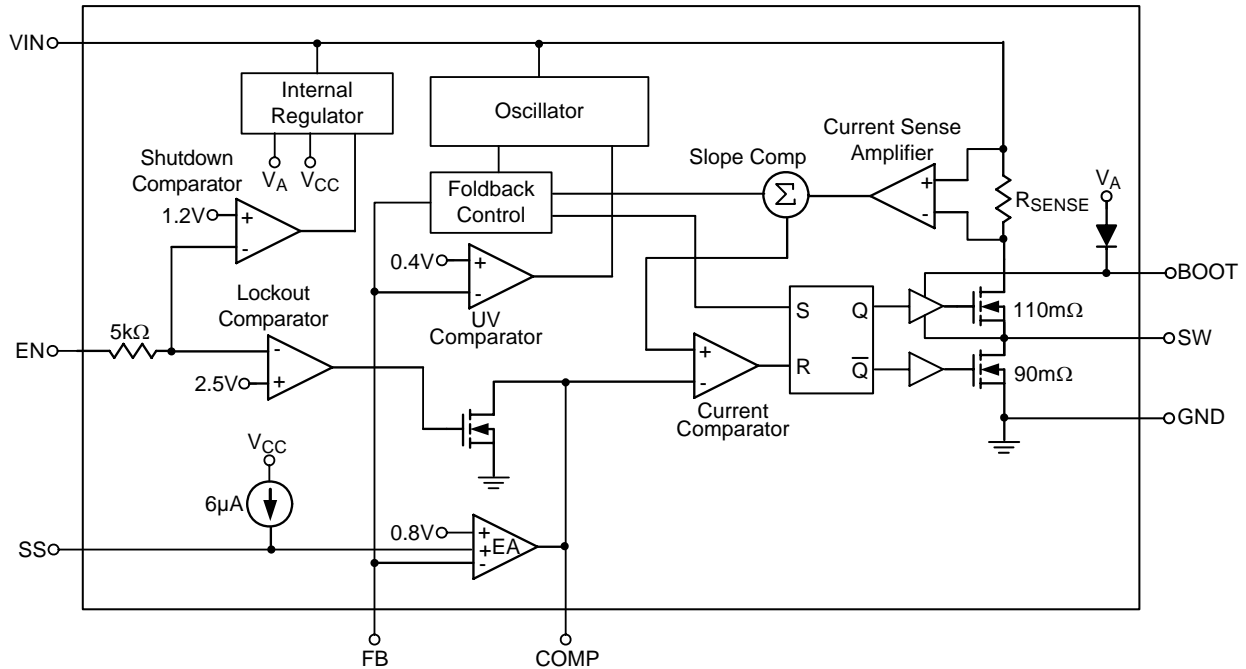 VIN
Internal
Regulator
Oscillator
Current Sense
Amplifier
Shutdown
Comparator
VA
VCC
Slope Comp
Foldback
Control
Σ
+
-
RSENSE
VA
1.2V
+
-
0.4V
+
-
UV
Comparator
BOOT
Lockout
Comparator
S
Q
110mΩ
5kΩ
EN
-
+
2.5V
+
-
R
Q
SW
90mΩ
Current
Comparator
GND
VCC
6µA
0.8V
+
+
-
EA
SS
FB
COMP